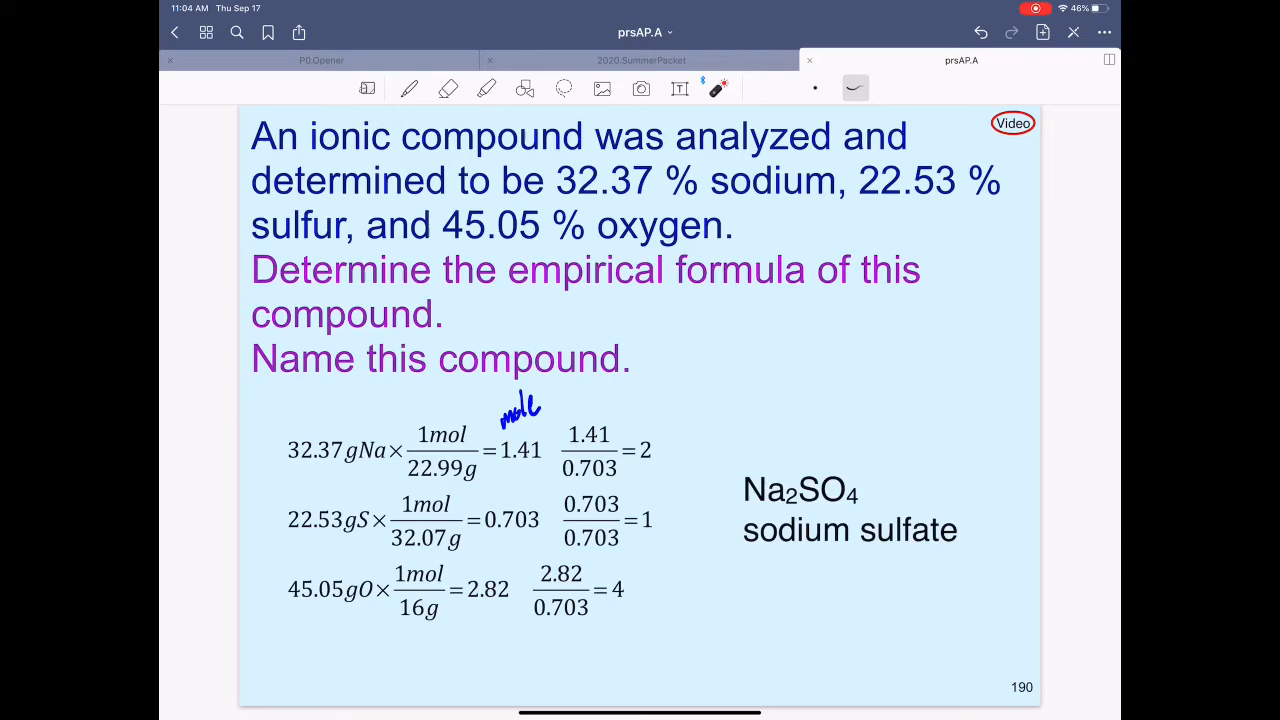 11:04 AM Thu Sep 17
46%
prsAP.A
P0.Opener
2020.SummerPacket
prsAP.A
T
Video
An ionic compound was analyzed and
determined to be 32.37 % sodium, 22.53 %
sulfur, and 45.05 % oxygen.
Determine the empirical formula of this
compound.
Name this compound.
mole
32.37 gNa × 1mol / 22.99g = 1.41 1.41 / 0.703 = 2
22.53 gS × 1mol / 32.07g = 0.703 0.703 / 0.703 = 1
45.05 gO × 1mol / 16g = 2.82 2.82 / 0.703 = 4
Na₂SO₄
sodium sulfate
190